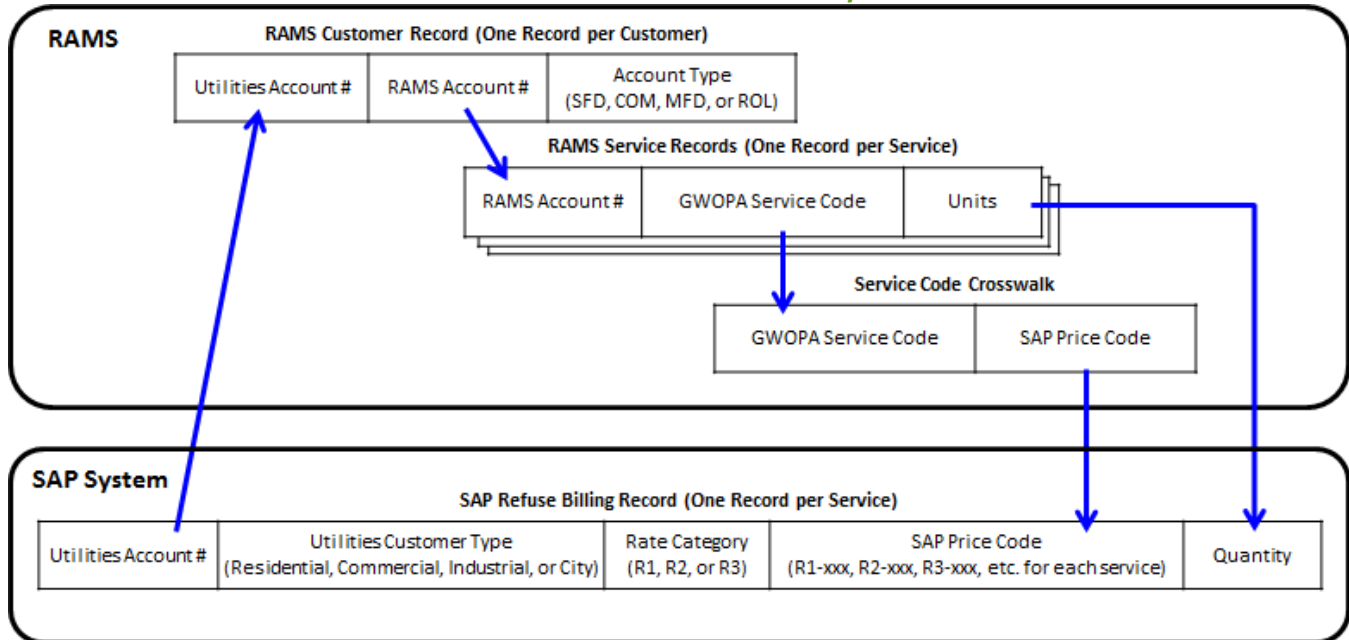 RAMS
RAMS Customer Record (One Record per Customer)
Utilities Account #
RAMS Account #
Account Type
(SFD, COM, MFD, or ROL)
RAMS Service Records (One Record per Service)
RAMS Account #
GWOPA Service Code
Units
Service Code Crosswalk
GWOPA Service Code
SAP Price Code
SAP System
SAP Refuse Billing Record (One Record per Service)
Utilities Account #
Utilities Customer Type
(Residential, Commercial, Industrial, or City)
Rate Category
(R1, R2, or R3)
SAP Price Code
(R1-xxx, R2-xxx, R3-xxx, etc. for each service)
Quantity